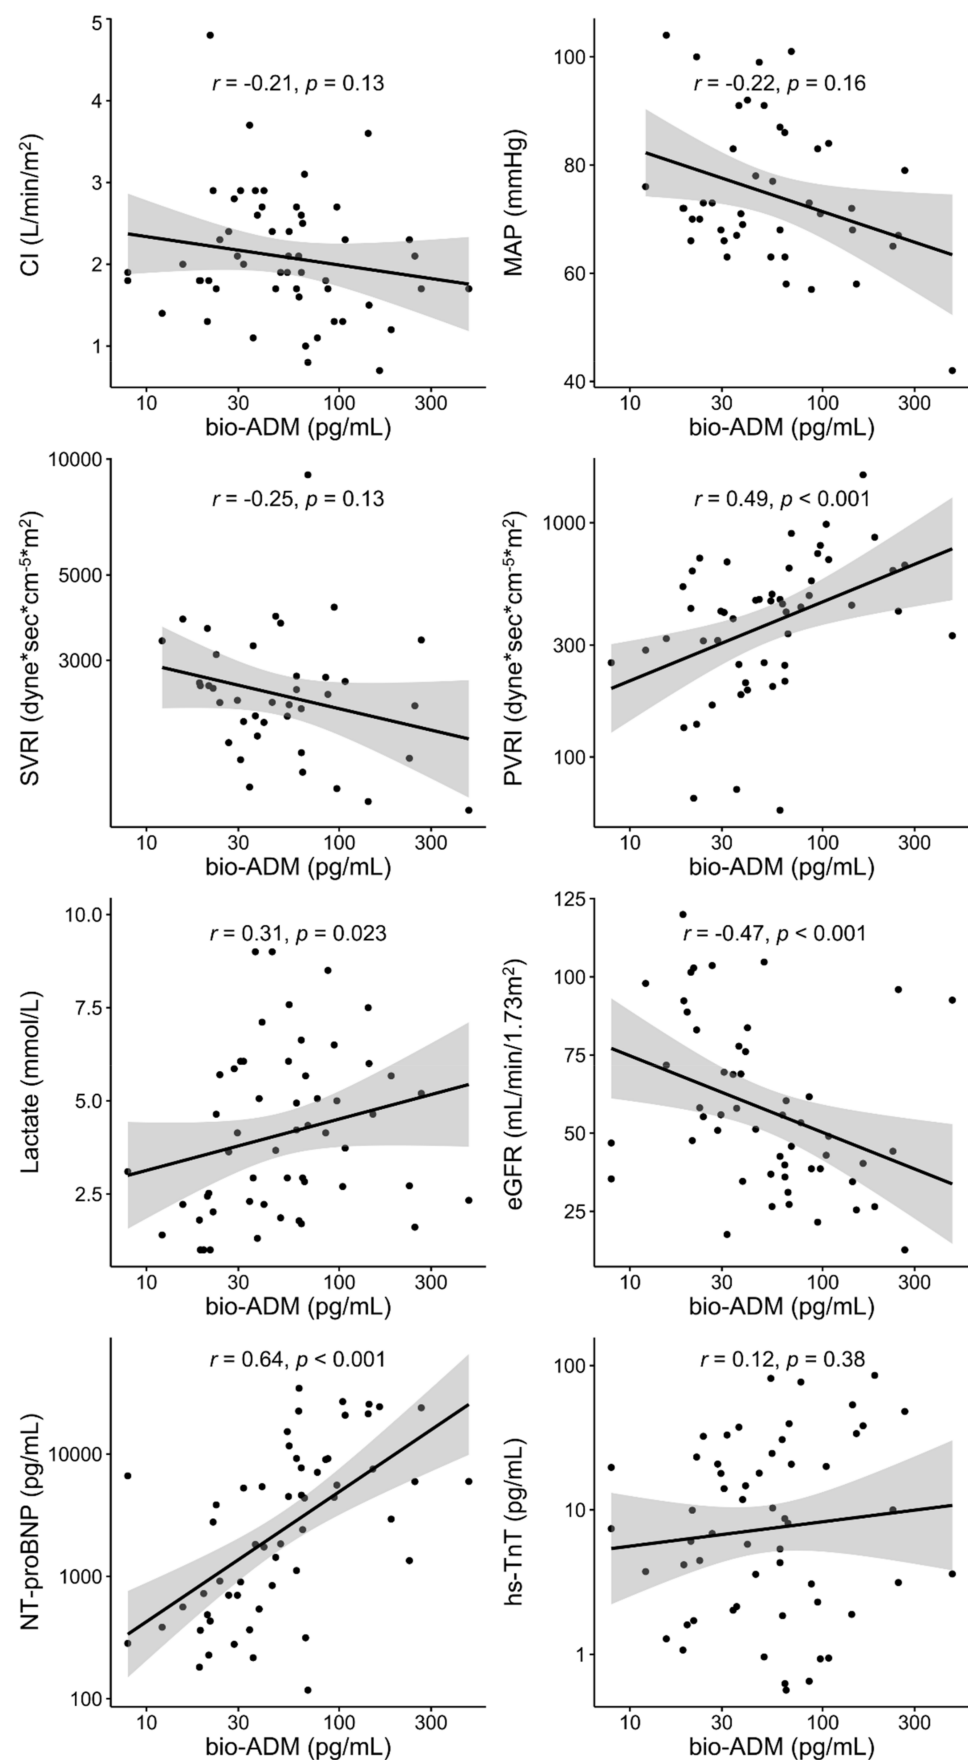 5
4
3
2
1
CI (L/min/m²)
r = -0.21, p = 0.13
10 30 100 300
bio-ADM (pg/mL)
100
80
60
40
MAP (mmHg)
r = -0.22, p = 0.16
10 30 100 300
bio-ADM (pg/mL)
10000
5000
3000
SVRI (dyne*sec*cm⁻⁵*m²)
r = -0.25, p = 0.13
10 30 100 300
bio-ADM (pg/mL)
1000
300
100
PVRI (dyne*sec*cm⁻⁵*m²)
r = 0.49, p < 0.001
10 30 100 300
bio-ADM (pg/mL)
10.0
7.5
5.0
2.5
Lactate (mmol/L)
r = 0.31, p = 0.023
10 30 100 300
bio-ADM (pg/mL)
125
100
75
50
25
eGFR (mL/min/1.73m²)
r = -0.47, p < 0.001
10 30 100 300
bio-ADM (pg/mL)
10000
1000
100
NT-proBNP (pg/mL)
r = 0.64, p < 0.001
10 30 100 300
bio-ADM (pg/mL)
100
10
1
hs-TnT (pg/mL)
r = 0.12, p = 0.38
10 30 100 300
bio-ADM (pg/mL)